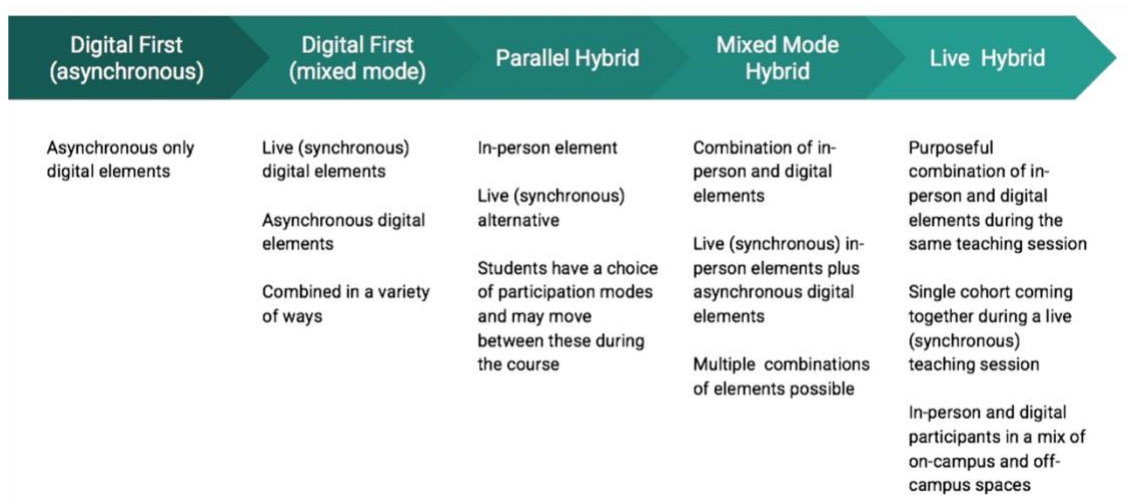 Digital First
(asynchronous)
Digital First
(mixed mode)
Parallel Hybrid
Mixed Mode
Hybrid
Live Hybrid
Asynchronous only
digital elements
Live (synchronous)
digital elements
Asynchronous digital
elements
Combined in a variety
of ways
In-person element
Live (synchronous)
alternative
Students have a choice
of participation modes
and may move
between these during
the course
Combination of in-
person and digital
elements
Live (synchronous) in-
person elements plus
asynchronous digital
elements
Multiple combinations
of elements possible
Purposeful
combination of in-
person and digital
elements during the
same teaching session
Single cohort coming
together during a live
(synchronous)
teaching session
In-person and digital
participants in a mix of
on-campus and off-
campus spaces